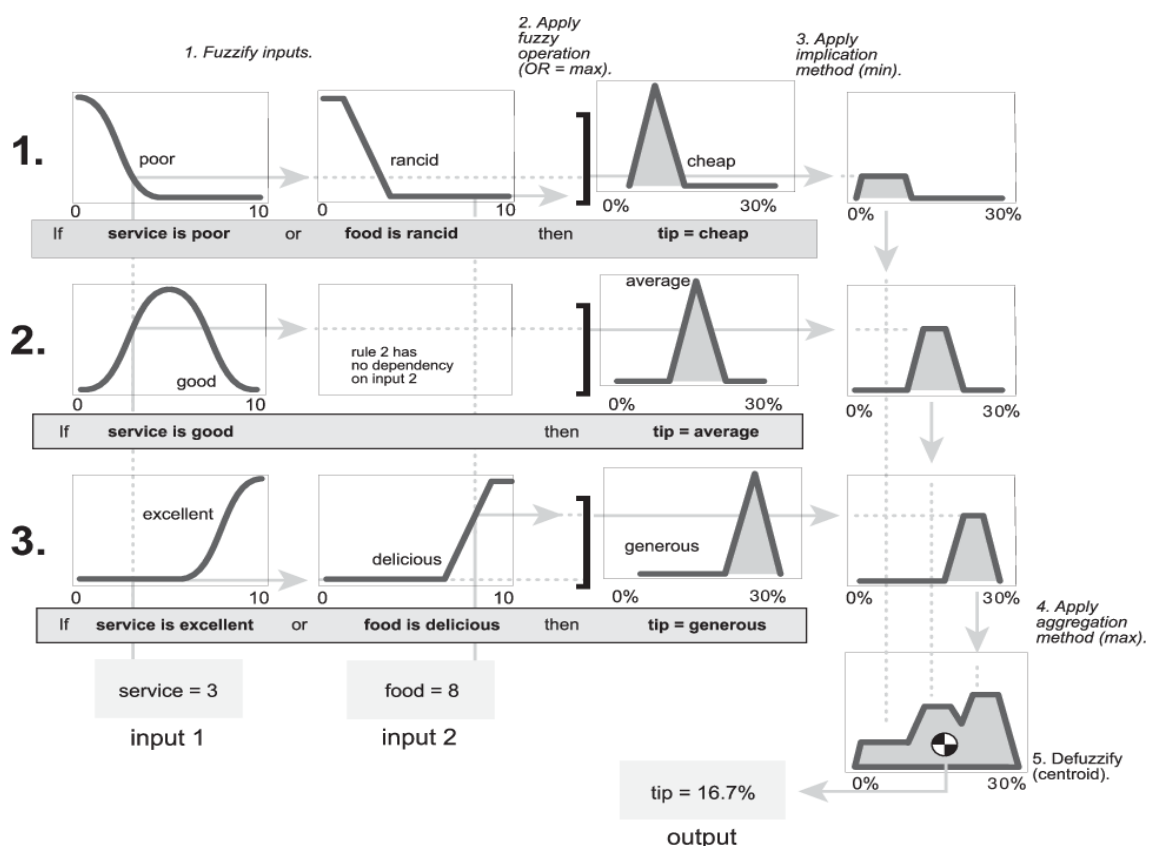 1. Fuzzify inputs.
2. Apply
fuzzy
operation
(OR = max).
3. Apply
implication
method (min).
1.
poor
rancid
cheap
0 10
0 10
0% 30%
0% 30%
If service is poor or food is rancid then tip = cheap
2.
good
rule 2 has
no dependency
on input 2
average
0 10
0% 30%
0% 30%
If service is good then tip = average
3.
excellent
delicious
generous
0 10
0 10
0% 30%
0% 30%
If service is excellent or food is delicious then tip = generous
4. Apply
aggregation
method (max).
service = 3
input 1
food = 8
input 2
0% 30%
5. Defuzzify
(centroid).
tip = 16.7%
output